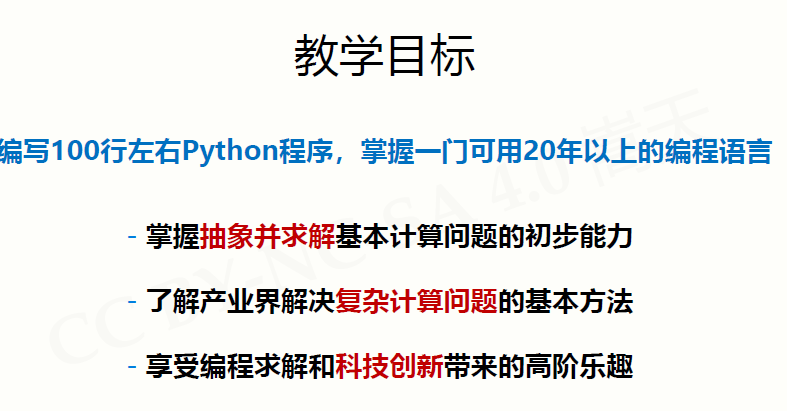 教学目标
编写100行左右Python程序，掌握一门可用20年以上的编程语言
- 掌握抽象并求解基本计算问题的初步能力
- 了解产业界解决复杂计算问题的基本方法
- 享受编程求解和科技创新带来的高阶乐趣
CC BY-NC-SA 4.0 嵩天